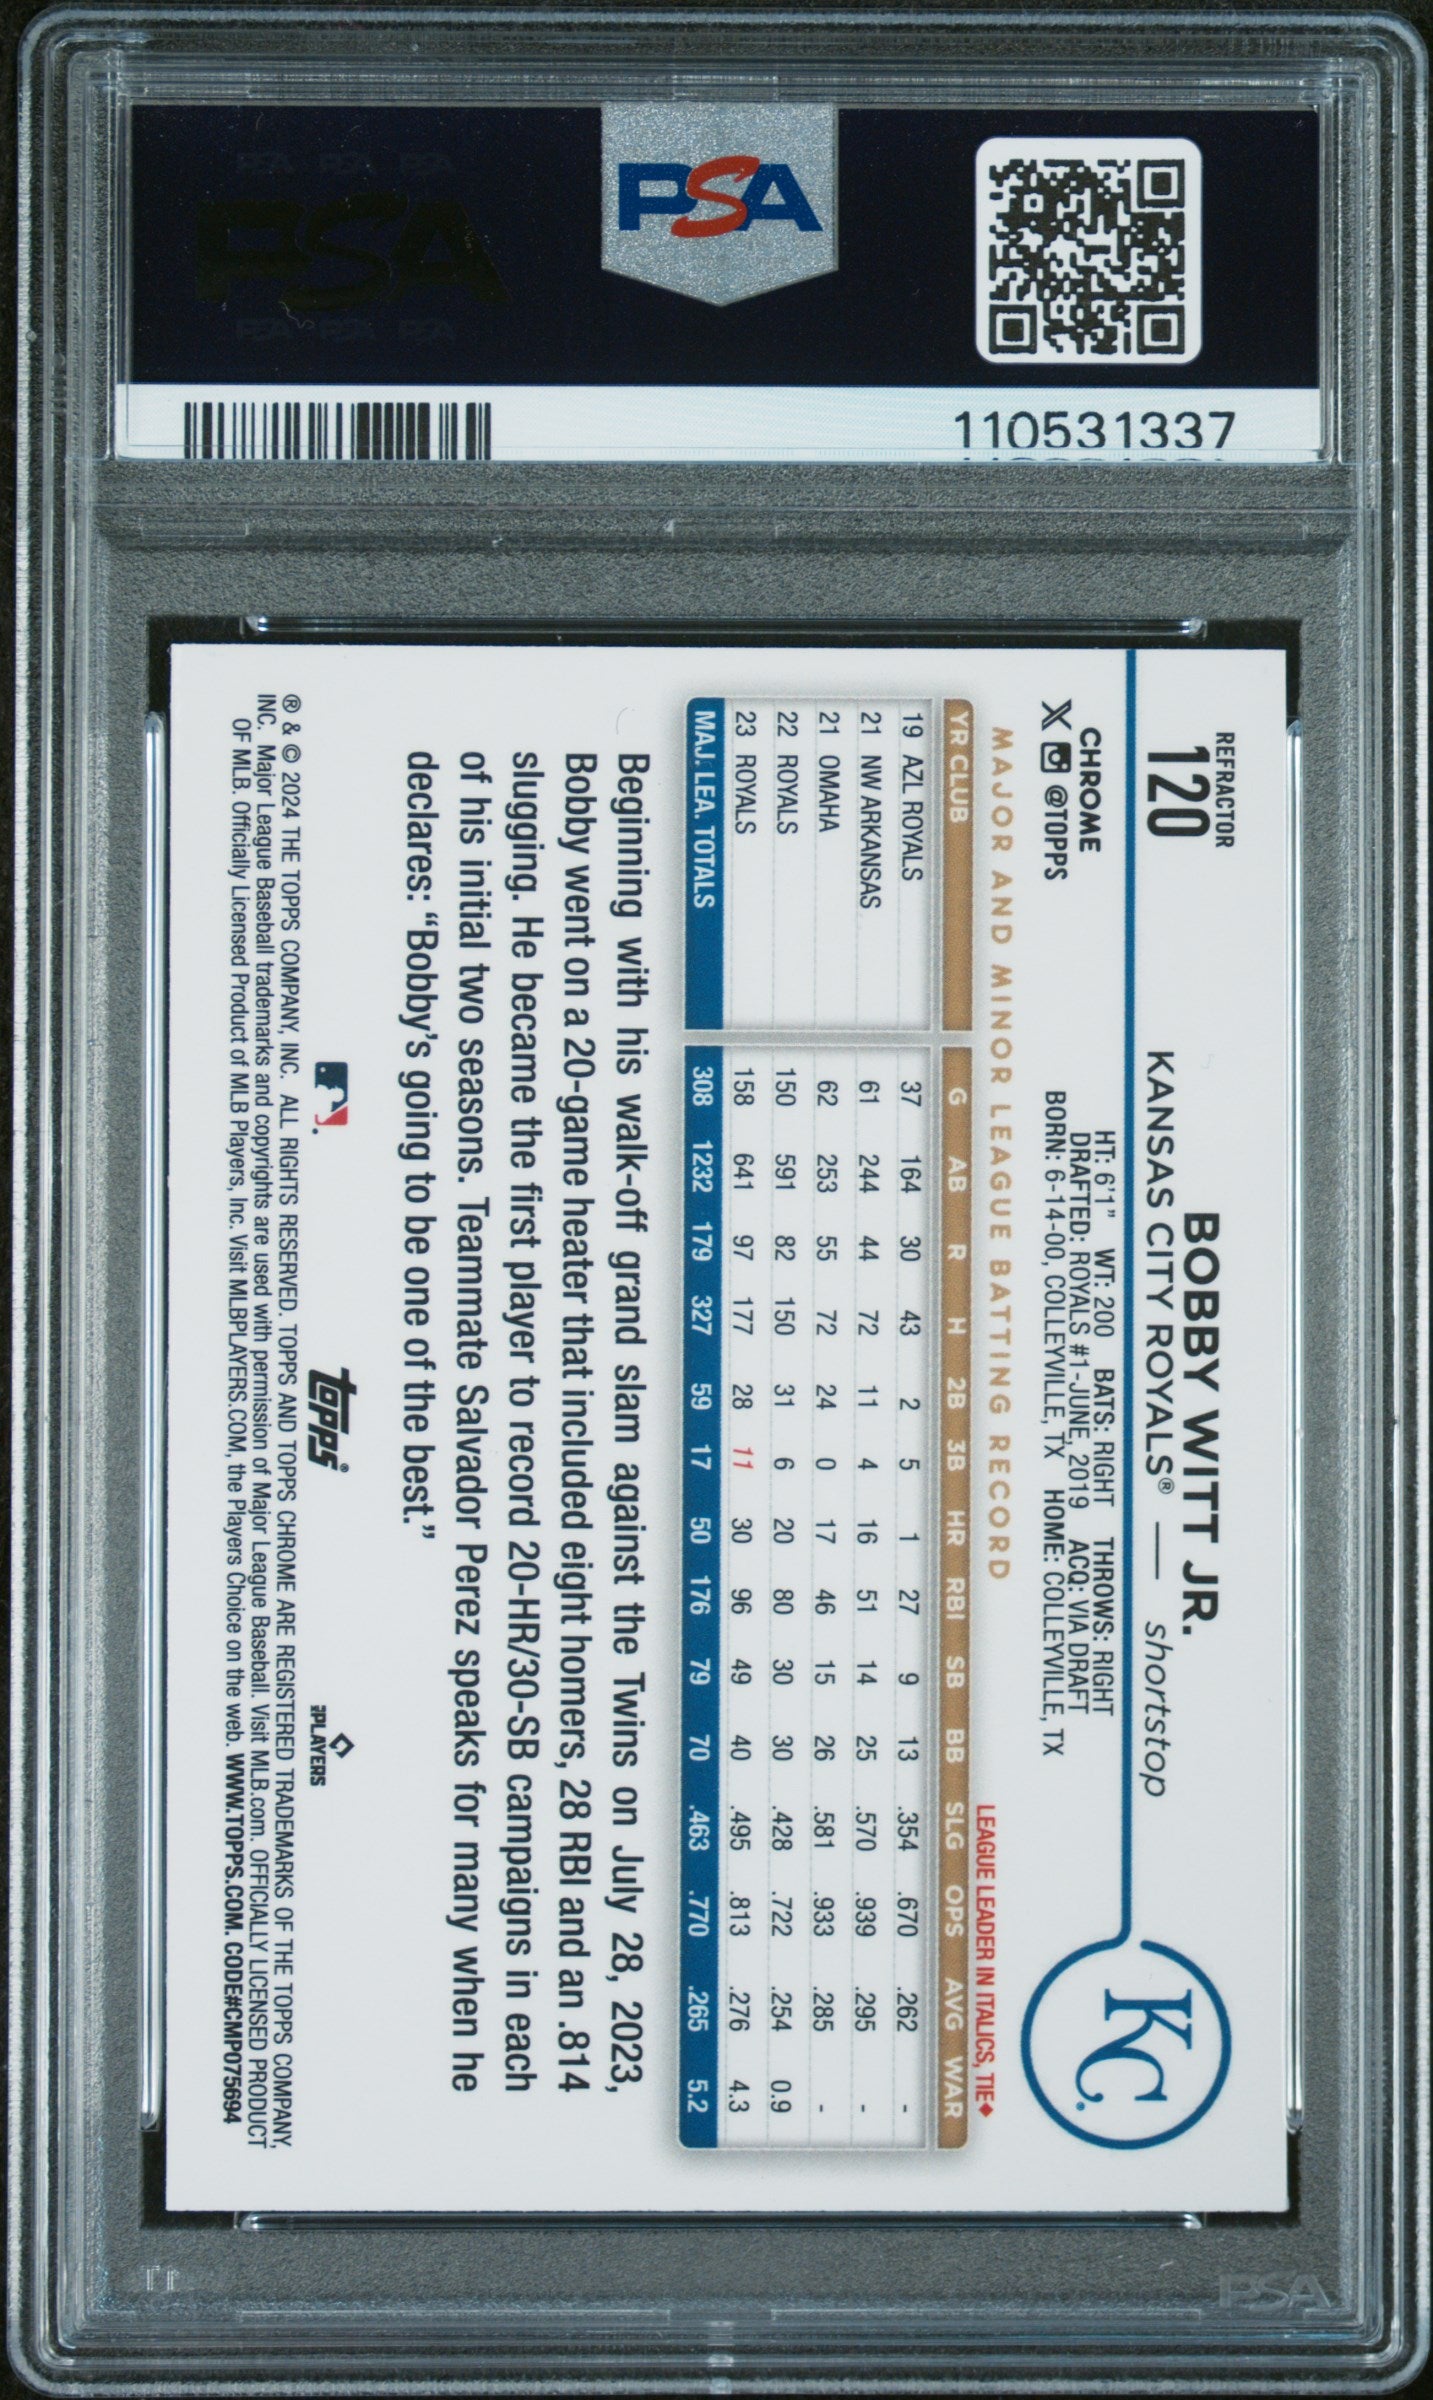 PSA
110531337
REFRACTOR
120
BOBBY WITT JR.
KANSAS CITY ROYALS® — shortstop
CHROME
@TOPPS
HT: 6'1" WT: 200 BATS: RIGHT THROWS: RIGHT
DRAFTED: ROYALS #1-JUNE, 2019 ACQ: VIA DRAFT
BORN: 6-14-00, COLLEYVILLE, TX HOME: COLLEYVILLE, TX
KC
MAJOR AND MINOR LEAGUE BATTING RECORD
LEAGUE LEADER IN ITALICS, TIE♦
YR CLUB G AB R H 2B 3B HR RBI SB BB SLG OPS AVG WAR
19 AZL ROYALS 37 164 30 43 2 5 1 27 9 13 .354 .670 .262 -
21 NW ARKANSAS 61 244 44 72 11 4 16 51 14 25 .570 .939 .295 -
21 OMAHA 62 253 55 72 24 0 17 46 15 26 .581 .933 .285 -
22 ROYALS 150 591 82 150 31 6 20 80 30 30 .428 .722 .254 0.9
23 ROYALS 158 641 97 177 28 11 30 96 49 40 .495 .813 .276 4.3
MAJ. LEA. TOTALS 308 1232 179 327 59 17 50 176 79 70 .463 .770 .265 5.2
Beginning with his walk-off grand slam against the Twins on July 28, 2023,
Bobby went on a 20-game heater that included eight homers, 28 RBI and an .814
slugging. He became the first player to record 20-HR/30-SB campaigns in each
of his initial two seasons. Teammate Salvador Perez speaks for many when he
declares: “Bobby's going to be one of the best.”
topps®
PLAYERS
® & © 2024 THE TOPPS COMPANY, INC. ALL RIGHTS RESERVED. TOPPS AND TOPPS CHROME ARE REGISTERED TRADEMARKS OF THE TOPPS COMPANY,
INC. Major League Baseball trademarks and copyrights are used with permission of Major League Baseball. Visit MLB.com. OFFICIALLY LICENSED PRODUCT
OF MLB. Officially Licensed Product of MLB Players, Inc. Visit MLBPLAYERS.COM, the Players Choice on the web. WWW.TOPPS.COM. CODE#CMP075694
PSA